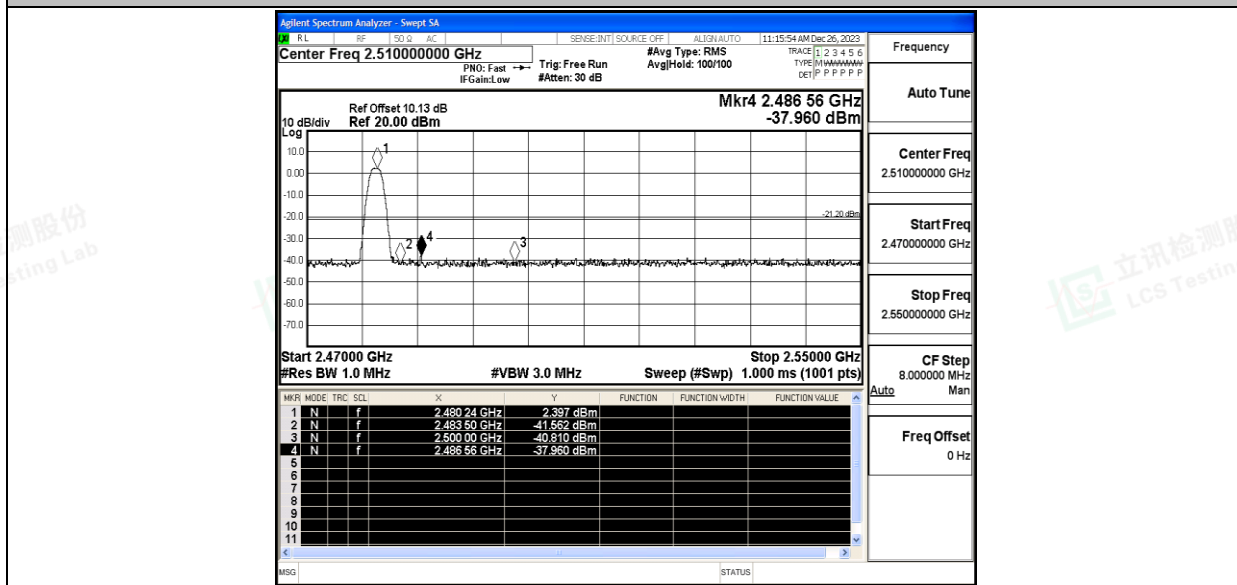 Agilent Spectrum Analyzer - Swept SA
RL RF 50 Ω AC SENSE:INT SOURCE OFF ALIGN AUTO 11:15:54 AM Dec 26, 2023
Center Freq 2.510000000 GHz
PNO: Fast
IFGain:Low
Trig: Free Run
#Atten: 30 dB
#Avg Type: RMS
Avg|Hold: 100/100
TRACE 1 2 3 4 5 6
TYPE M WWWWW
DET P P P P P P
Ref Offset 10.13 dB
10 dB/div Ref 20.00 dBm
Log
Mkr4 2.486 56 GHz
-37.960 dBm
10.0
0.00
-10.0
-20.0
-30.0
-40.0
-50.0
-60.0
-70.0
1
2
4
3
-21.20 dBm
Start 2.47000 GHz Stop 2.55000 GHz
#Res BW 1.0 MHz #VBW 3.0 MHz Sweep (#Swp) 1.000 ms (1001 pts)
MKR MODE TRC SCL X Y FUNCTION FUNCTION WIDTH FUNCTION VALUE
1 N f 2.480 24 GHz 2.397 dBm
2 N f 2.483 50 GHz -41.562 dBm
3 N f 2.500 00 GHz -40.810 dBm
4 N f 2.486 56 GHz -37.960 dBm
5
6
7
8
9
10
11
MSG STATUS
Frequency
Auto Tune
Center Freq
2.510000000 GHz
Start Freq
2.470000000 GHz
Stop Freq
2.550000000 GHz
CF Step
8.000000 MHz
Auto Man
Freq Offset
0 Hz
测股份
sting Lab
立讯检测股
LCS Testin